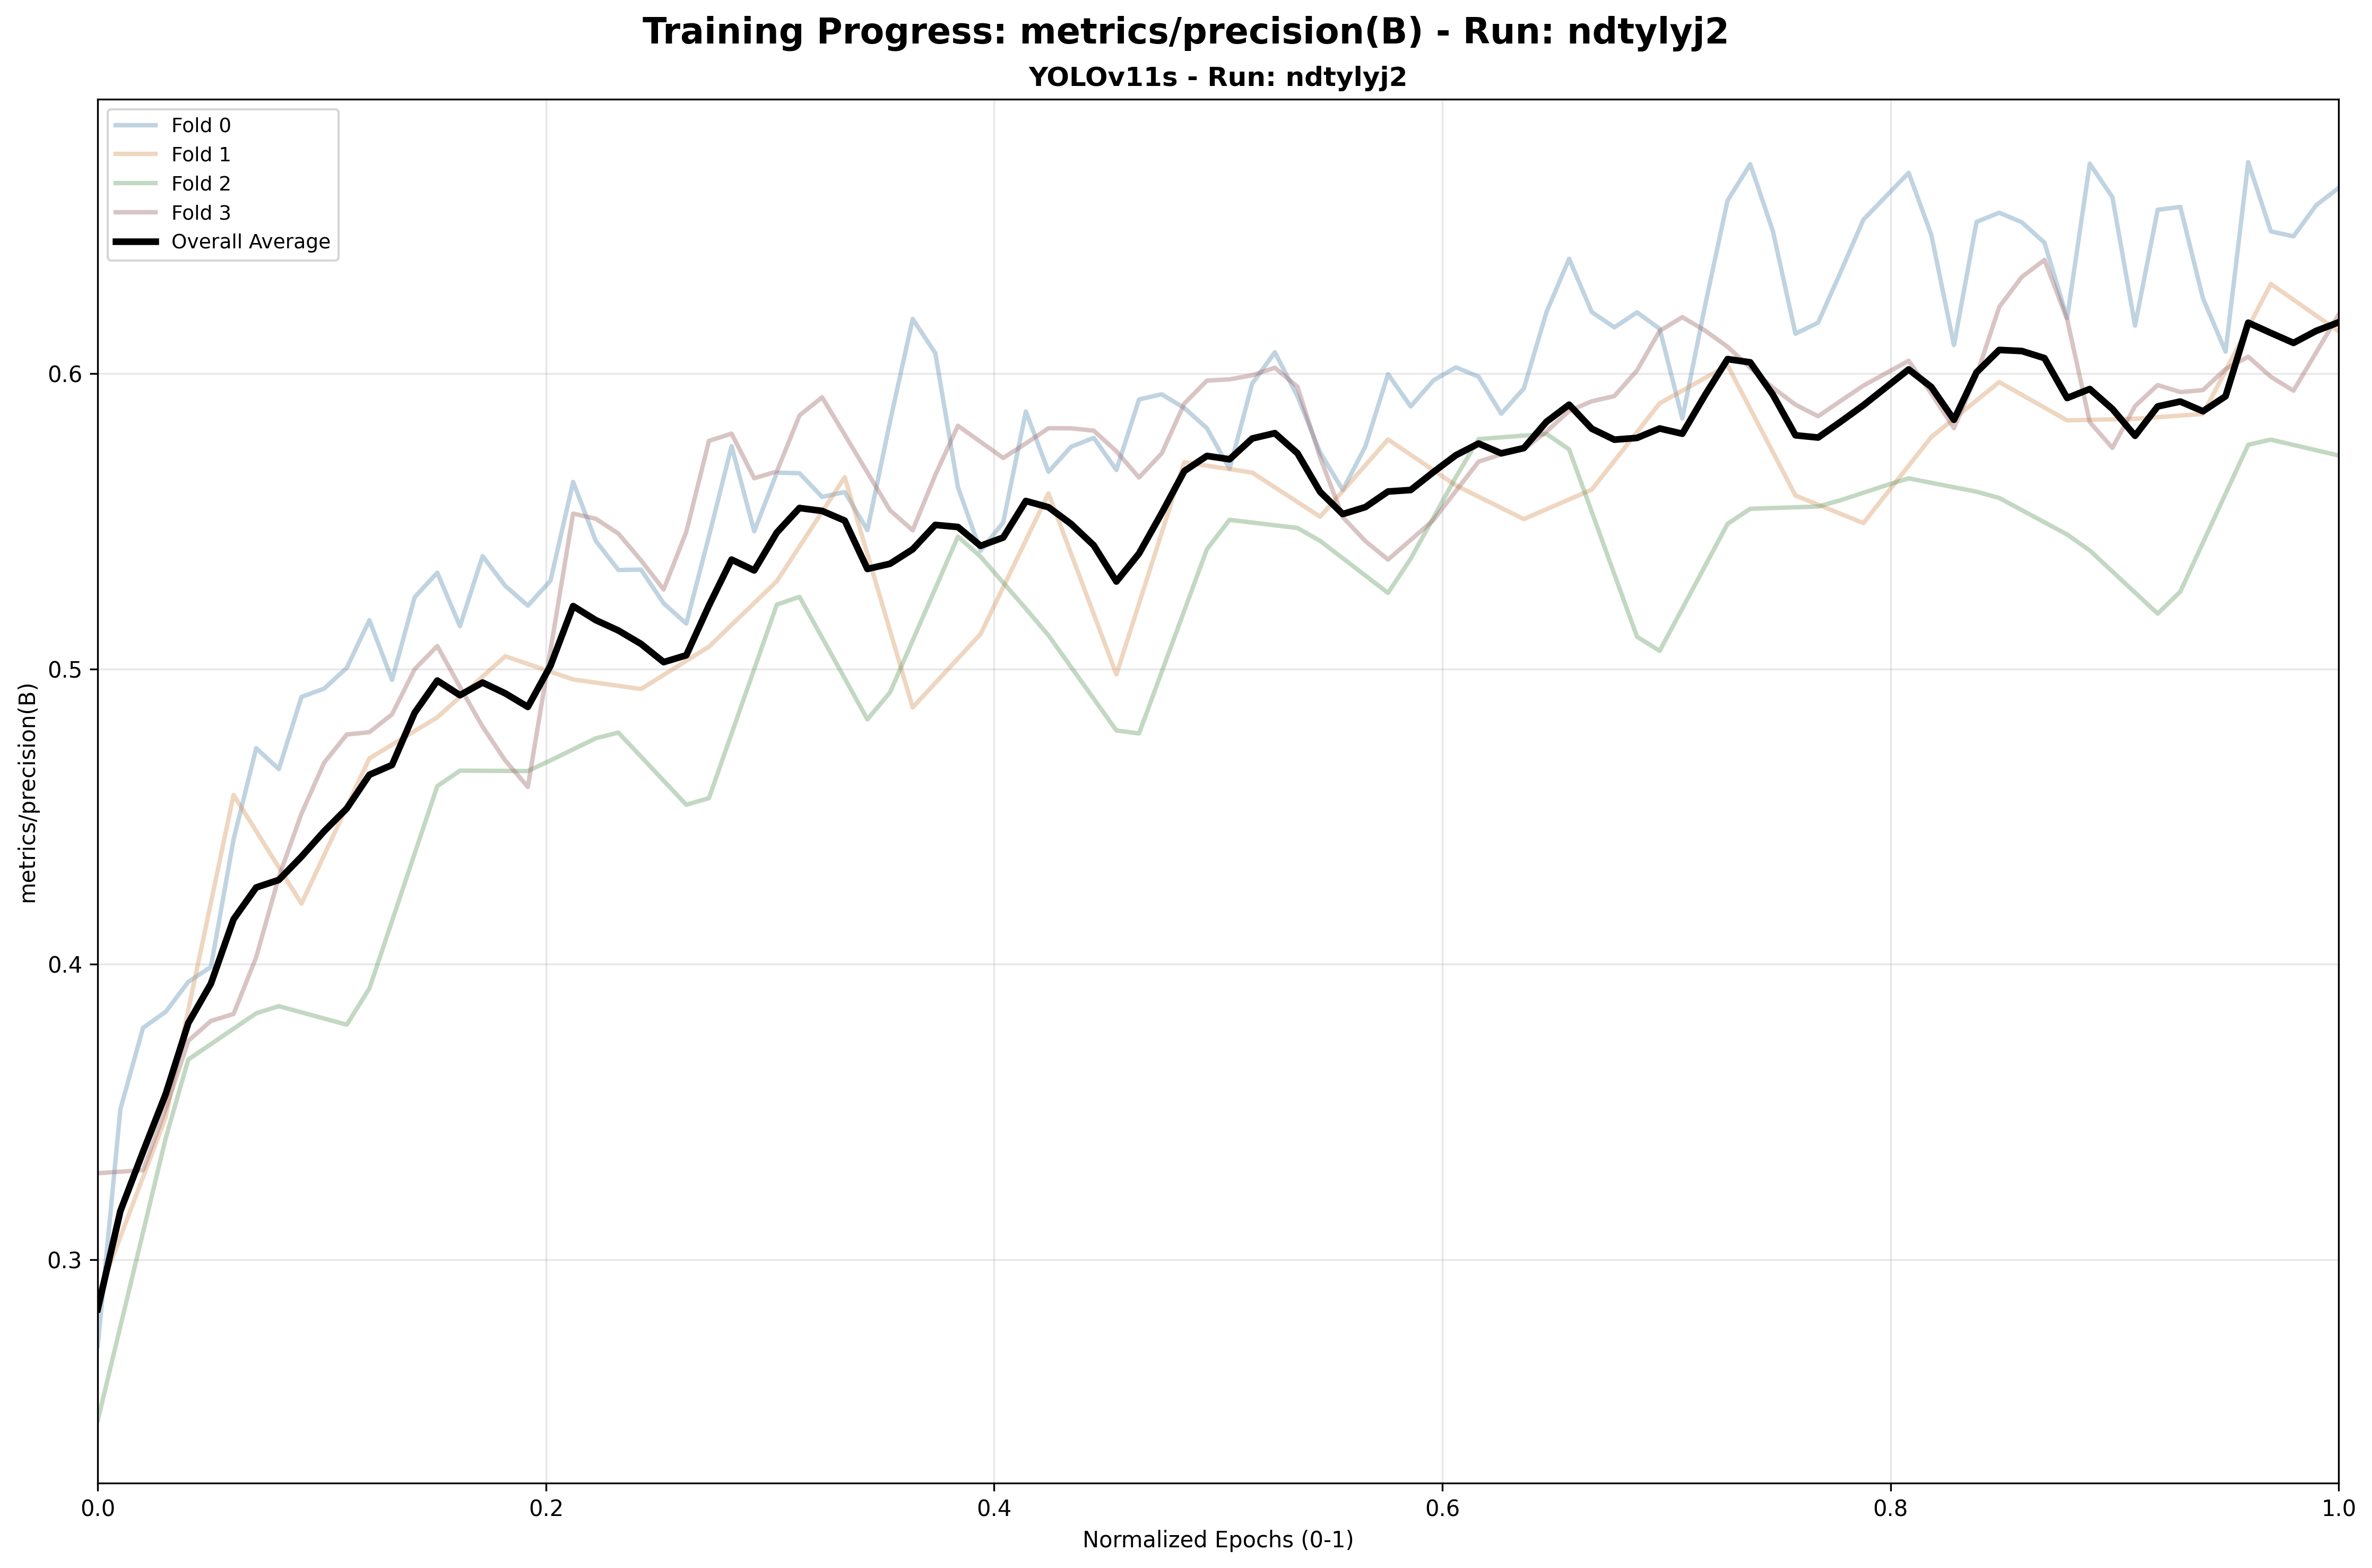 Training Progress: metrics/precision(B) - Run: ndtylyj2
YOLOv11s - Run: ndtylyj2
Fold 0
Fold 1
Fold 2
Fold 3
Overall Average
metrics/precision(B)
0.6
0.5
0.4
0.3
0.0
0.2
0.4
0.6
0.8
1.0
Normalized Epochs (0-1)